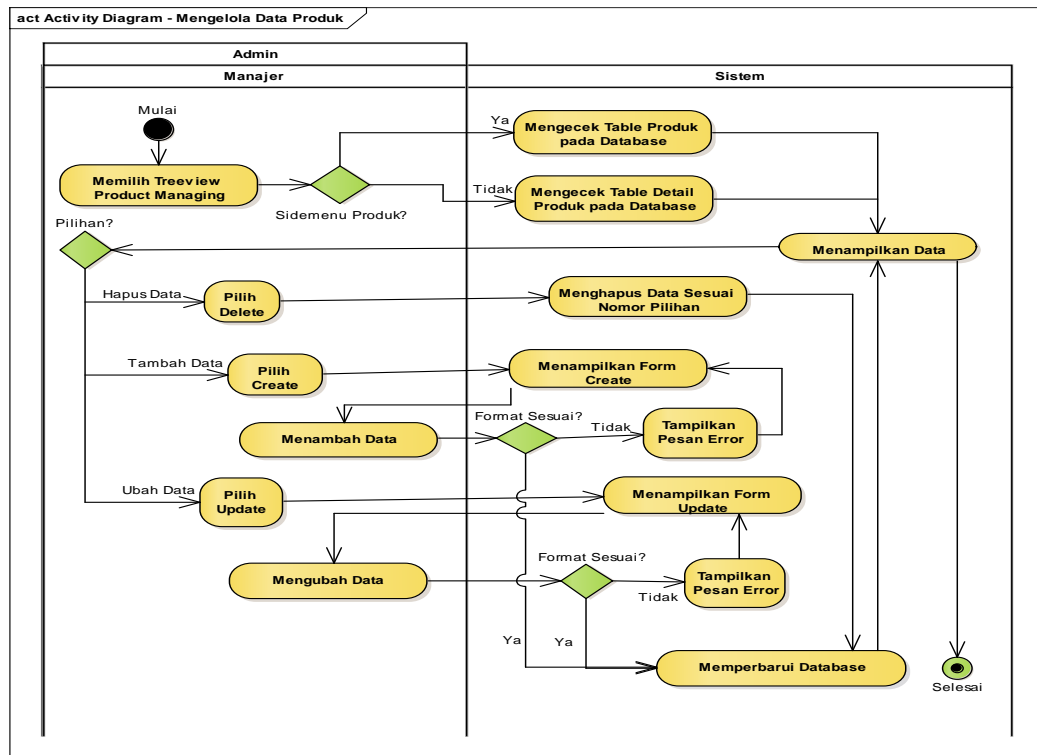 act Activity Diagram - Mengelola Data Produk
Admin
Manajer
Sistem
Mulai
Memilih Treeview
Product Managing
Sidemenu Produk?
Ya
Mengecek Table Produk
pada Database
Tidak
Mengecek Table Detail
Produk pada Database
Pilihan?
Menampilkan Data
Hapus Data
Pilih
Delete
Menghapus Data Sesuai
Nomor Pilihan
Tambah Data
Pilih
Create
Menampilkan Form
Create
Menambah Data
Format Sesuai?
Tidak
Tampilkan
Pesan Error
Ubah Data
Pilih
Update
Menampilkan Form
Update
Mengubah Data
Format Sesuai?
Tidak
Tampilkan
Pesan Error
Ya
Ya
Memperbarui Database
Selesai